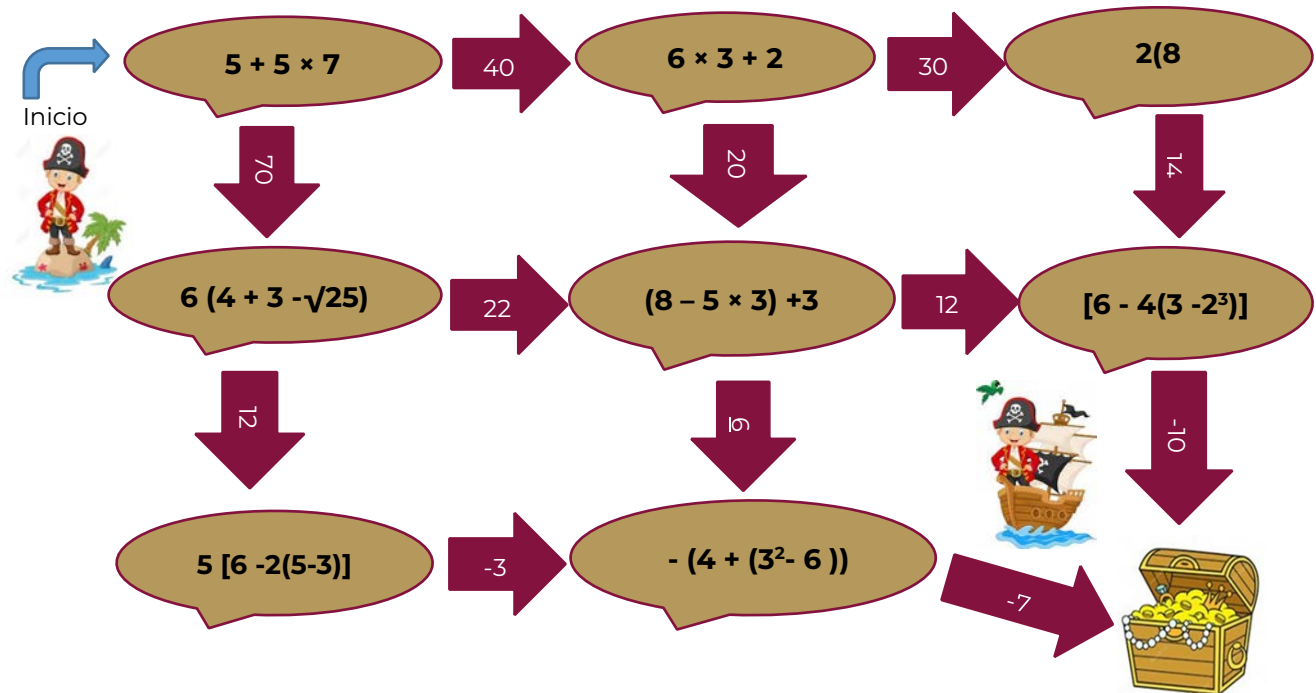 5 + 5 × 7
40
6 × 3 + 2
30
2(8
Inicio
70
20
14
6 (4 + 3 -√25)
22
(8 – 5 × 3) +3
12
[6 - 4(3 -2³)]
12
6
-10
5 [6 -2(5-3)]
-3
- (4 + (3²- 6 ))
-7